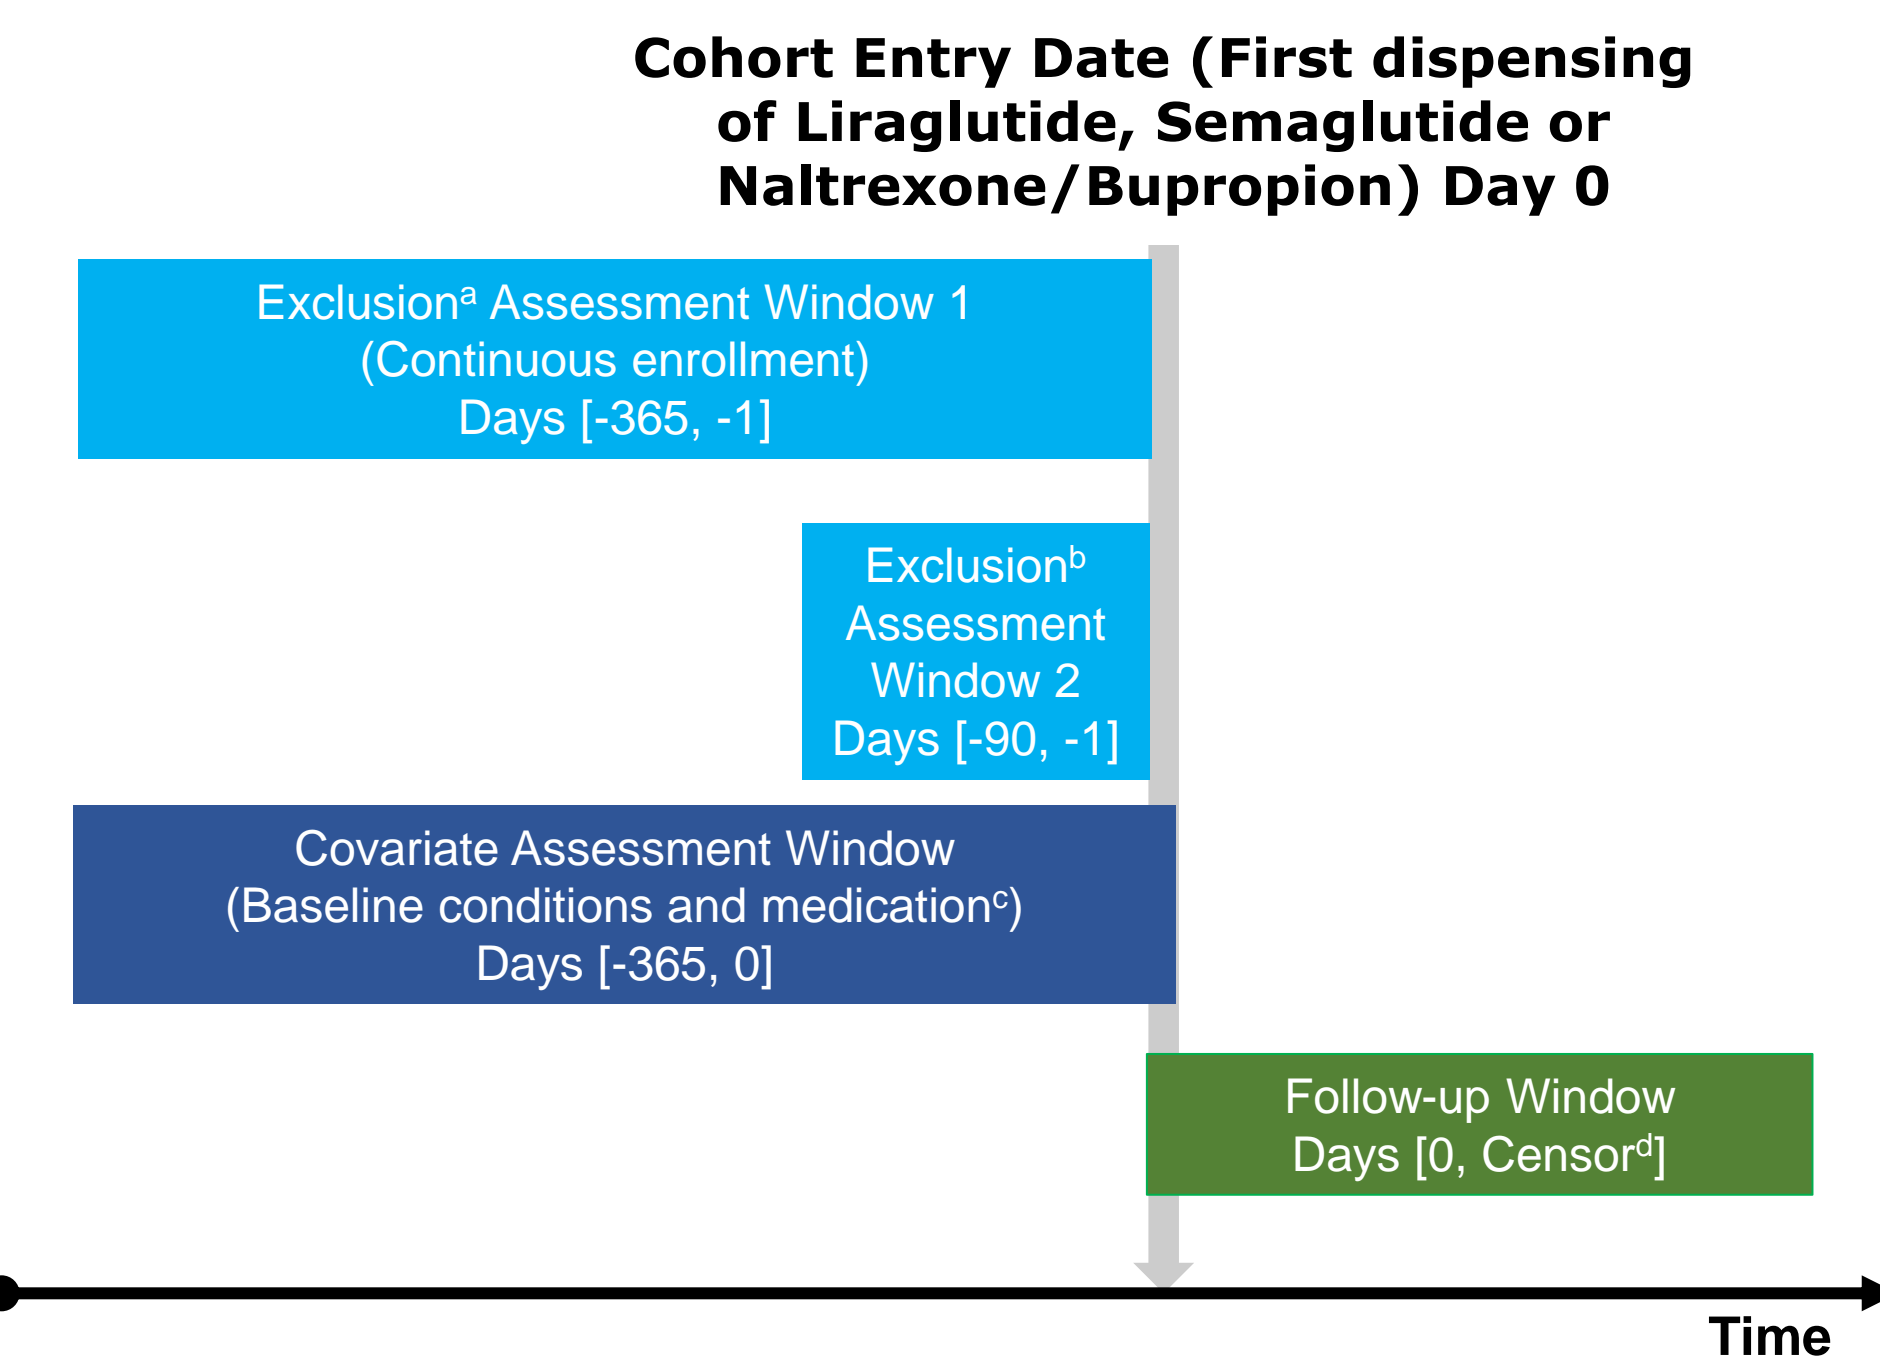 Cohort Entry Date (First dispensing
of Liraglutide, Semaglutide or
Naltrexone/Bupropion) Day 0
Exclusionᵃ Assessment Window 1
(Continuous enrollment)
Days [-365, -1]
Exclusionᵇ
Assessment
Window 2
Days [-90, -1]
Covariate Assessment Window
(Baseline conditions and medicationᶜ)
Days [-365, 0]
Follow-up Window
Days [0, Censorᵈ]
Time